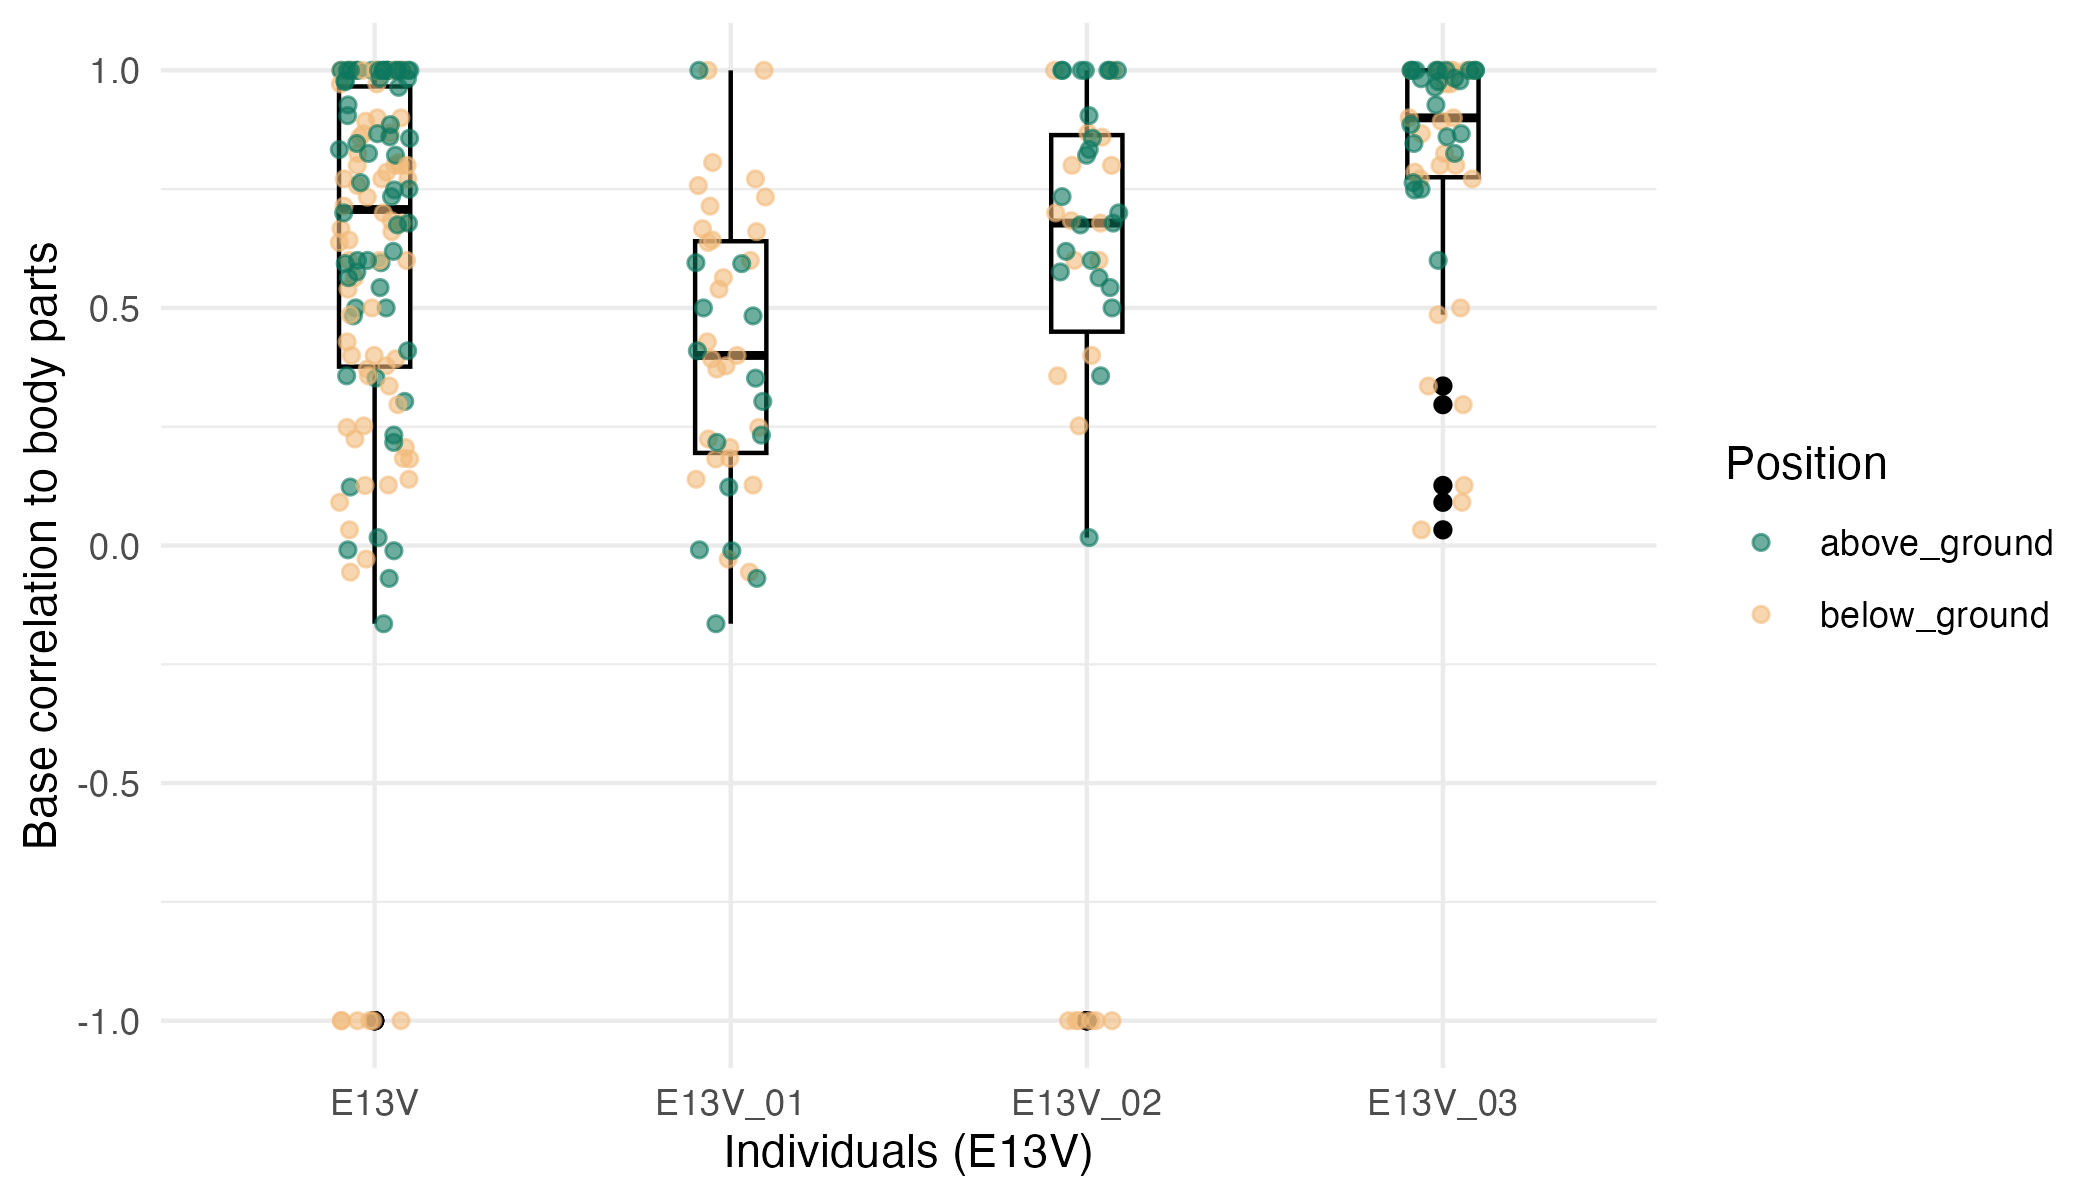 Base correlation to body parts
1.0
0.5
0.0
-0.5
-1.0
E13V
E13V_01
E13V_02
E13V_03
Individuals (E13V)
Position
above_ground
below_ground